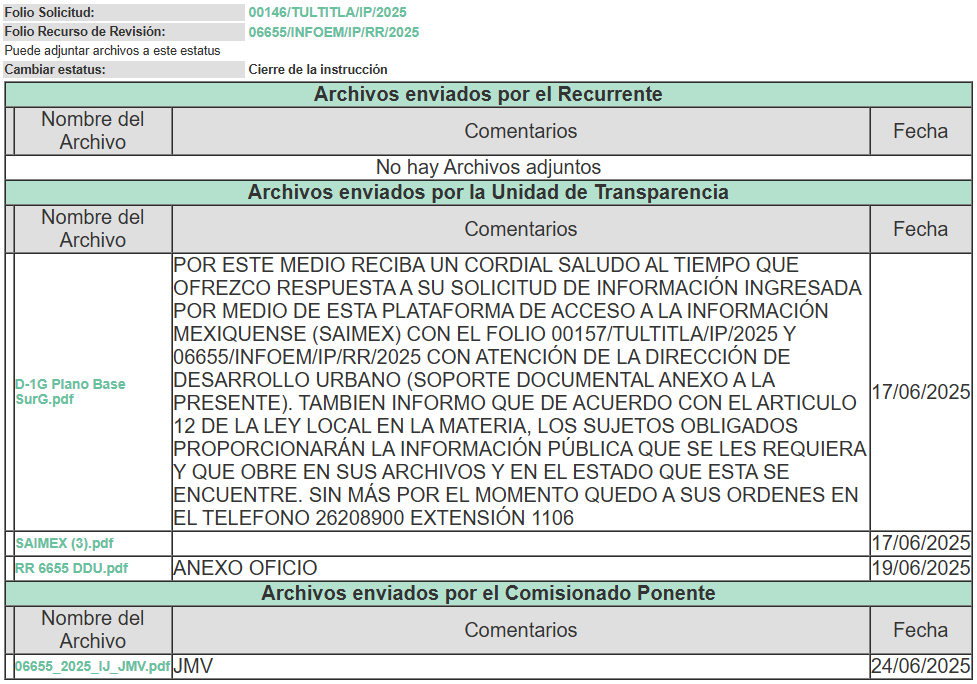 Folio Solicitud: 00146/TULTITLA/IP/2025
Folio Recurso de Revisión: 06655/INFOEM/IP/RR/2025
Puede adjuntar archivos a este estatus
Cambiar estatus: Cierre de la instrucción
Archivos enviados por el Recurrente
Nombre del
Archivo
Comentarios
Fecha
No hay Archivos adjuntos
Archivos enviados por la Unidad de Transparencia
Nombre del
Archivo
Comentarios
Fecha
D-1G Plano Base
SurG.pdf
POR ESTE MEDIO RECIBA UN CORDIAL SALUDO AL TIEMPO QUE
OFREZCO RESPUESTA A SU SOLICITUD DE INFORMACIÓN INGRESADA
POR MEDIO DE ESTA PLATAFORMA DE ACCESO A LA INFORMACIÓN
MEXIQUENSE (SAIMEX) CON EL FOLIO 00157/TULTITLA/IP/2025 Y
06655/INFOEM/IP/RR/2025 CON ATENCIÓN DE LA DIRECCIÓN DE
DESARROLLO URBANO (SOPORTE DOCUMENTAL ANEXO A LA
PRESENTE). TAMBIEN INFORMO QUE DE ACUERDO CON EL ARTICULO
12 DE LA LEY LOCAL EN LA MATERIA, LOS SUJETOS OBLIGADOS
PROPORCIONARÁN LA INFORMACIÓN PÚBLICA QUE SE LES REQUIERA
Y QUE OBRE EN SUS ARCHIVOS Y EN EL ESTADO QUE ESTA SE
ENCUENTRE. SIN MÁS POR EL MOMENTO QUEDO A SUS ORDENES EN
EL TELEFONO 26208900 EXTENSIÓN 1106
17/06/2025
SAIMEX (3).pdf 17/06/2025
RR 6655 DDU.pdf ANEXO OFICIO 19/06/2025
Archivos enviados por el Comisionado Ponente
Nombre del
Archivo
Comentarios
Fecha
06655_2025_IJ_JMV.pdf JMV 24/06/2025